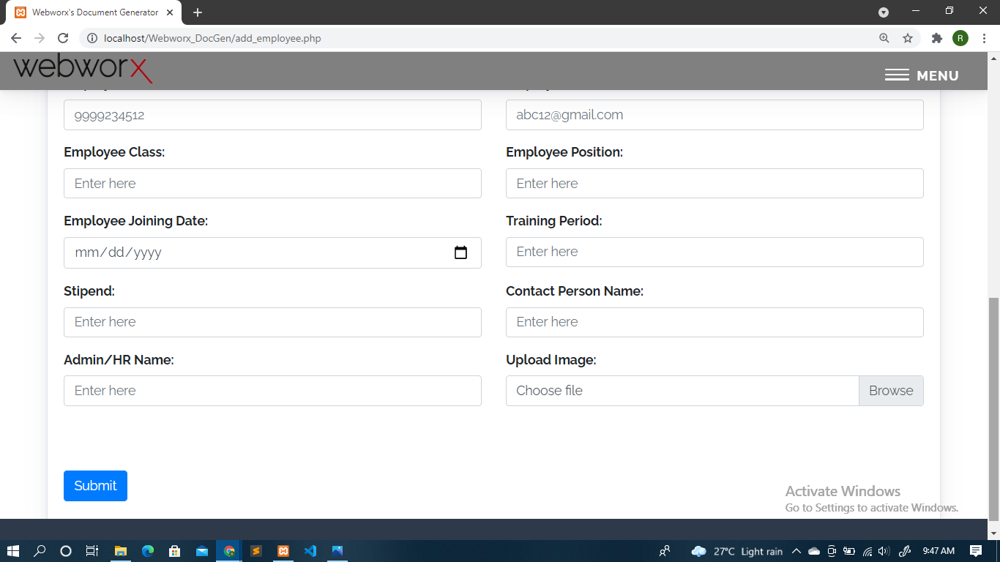 Webworx's Document Generator
localhost/Webworx_DocGen/add_employee.php
R
webworx
MENU
9999234512
abc12@gmail.com
Employee Class:
Employee Position:
Enter here
Enter here
Employee Joining Date:
Training Period:
mm/dd/yyyy
Enter here
Stipend:
Contact Person Name:
Enter here
Enter here
Admin/HR Name:
Upload Image:
Enter here
Choose file
Browse
Submit
Activate Windows
Go to Settings to activate Windows.
27°C Light rain
9:47 AM